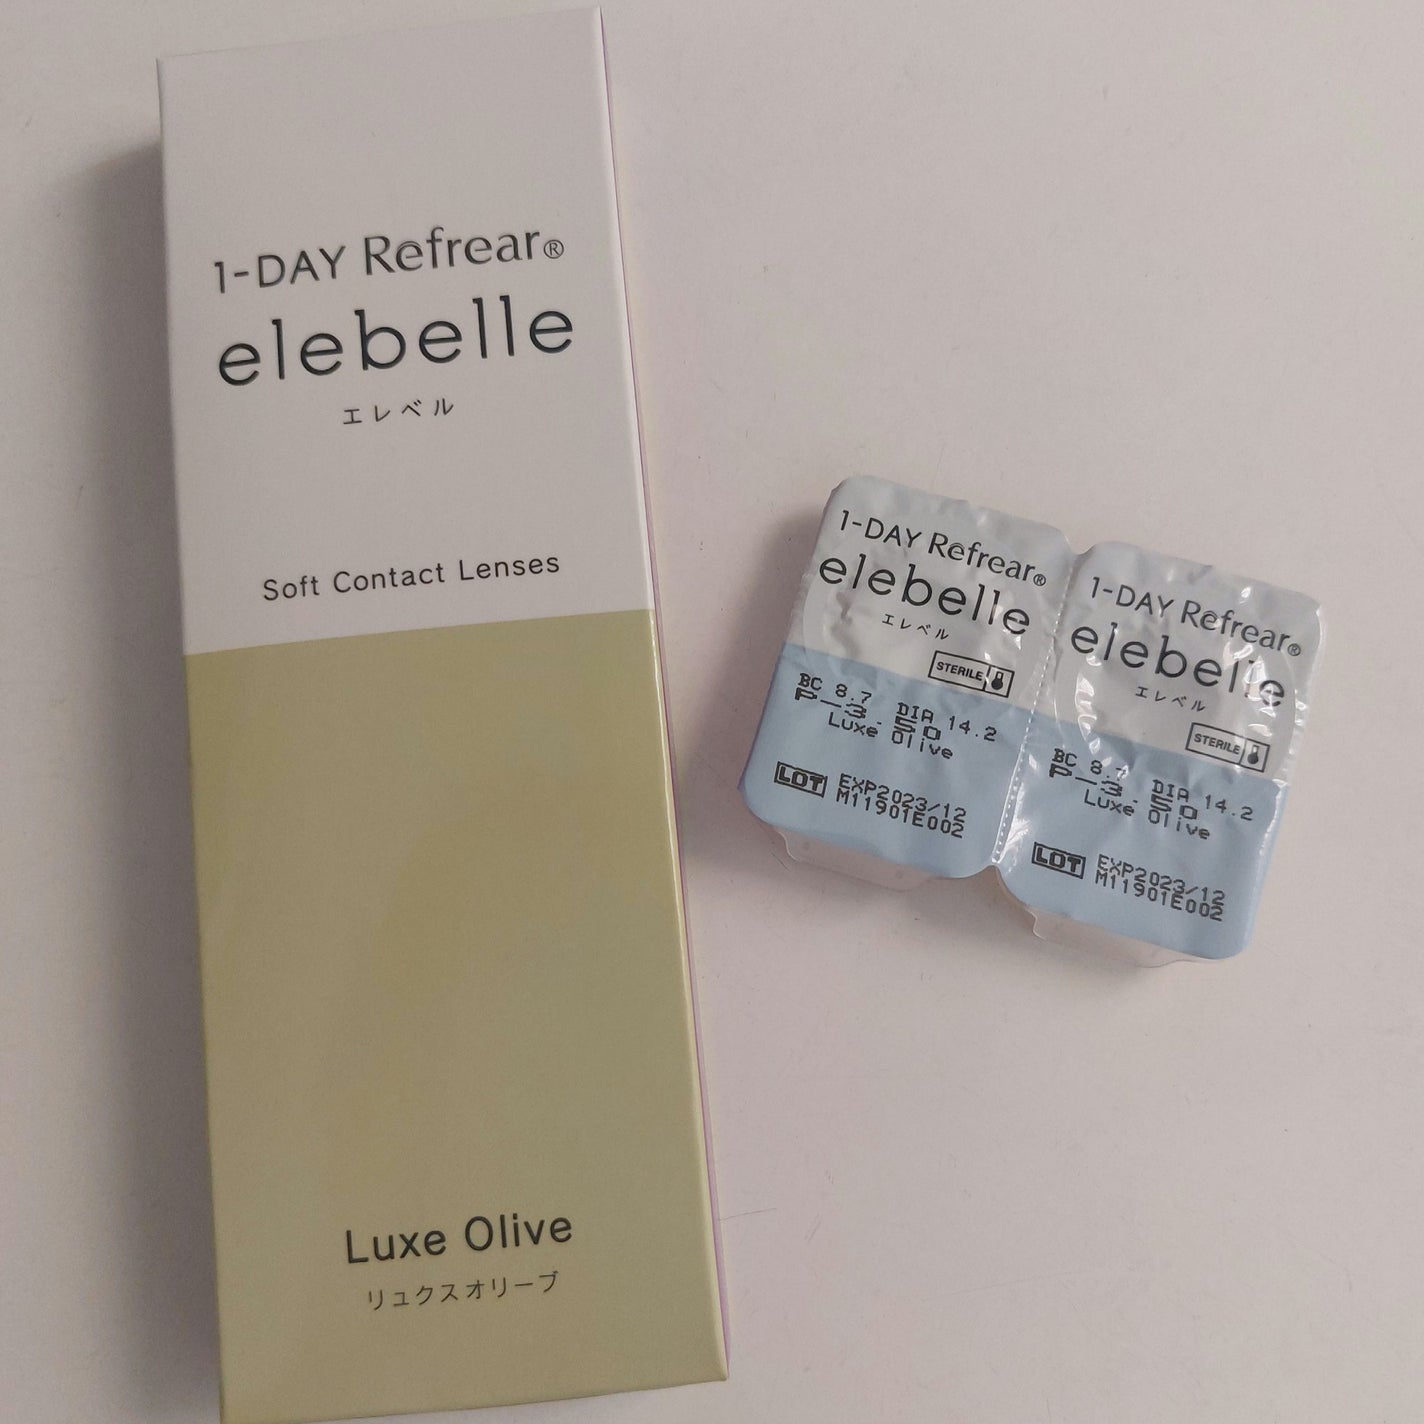 1-DAY Refrear®
elebelle
エレベル
Soft Contact Lenses
Luxe Olive
リュクスオリーブ
1-DAY Refrear®
elebelle
エレベル
STERILE
BC 8.7 DIA 14.2
P-3.50
Luxe Olive
LOT EXP2023/12
M11901E002
1-DAY Refrear®
elebelle
エレベル
STERILE
BC 8.7 DIA 14.2
P-3.50
Luxe Olive
LOT EXP2023/12
M11901E002